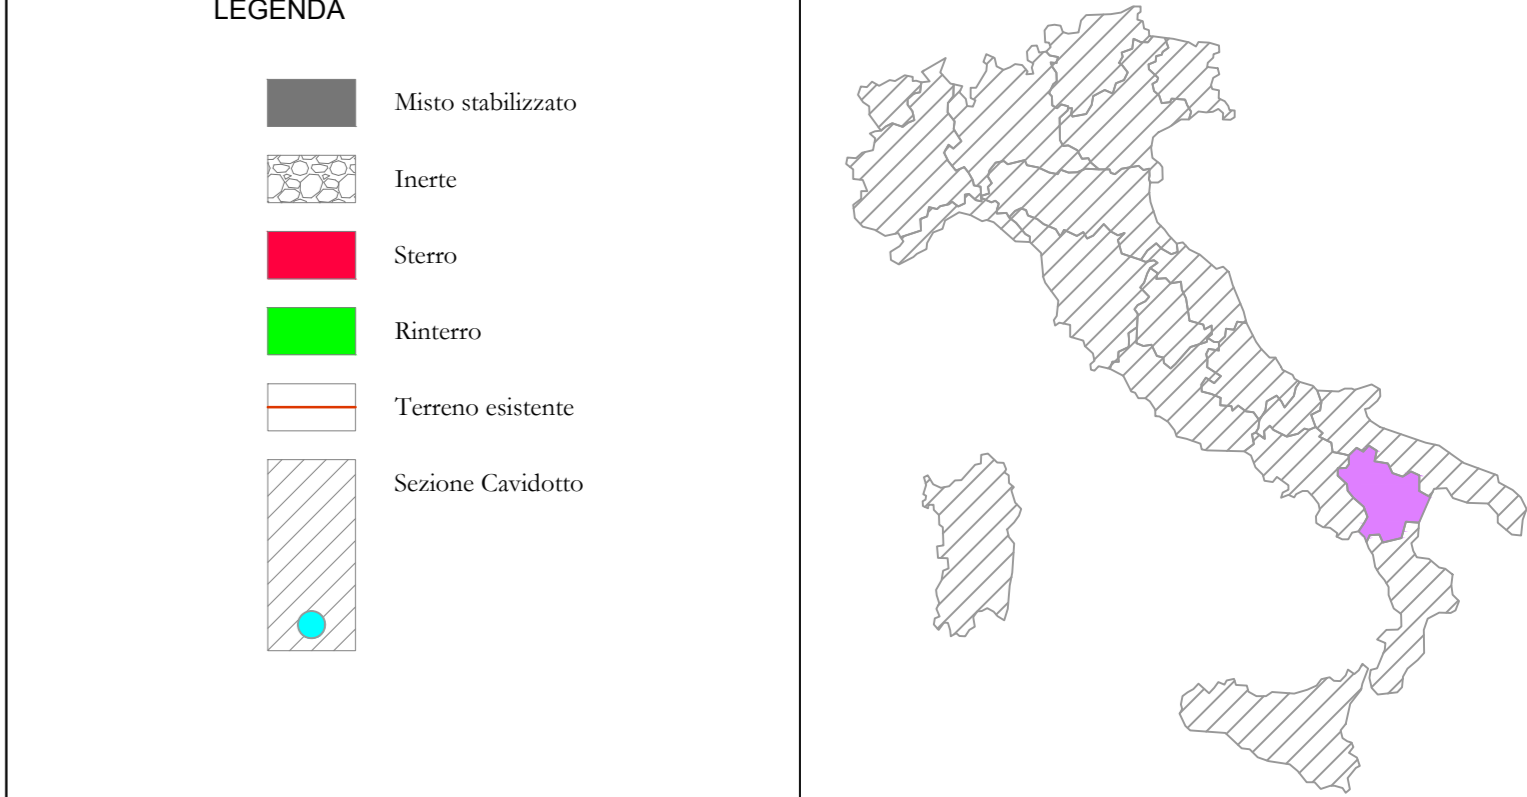 LEGENDA
Misto stabilizzato
Inerte
Sterro
Rinterro
Terreno esistente
Sezione Cavidotto